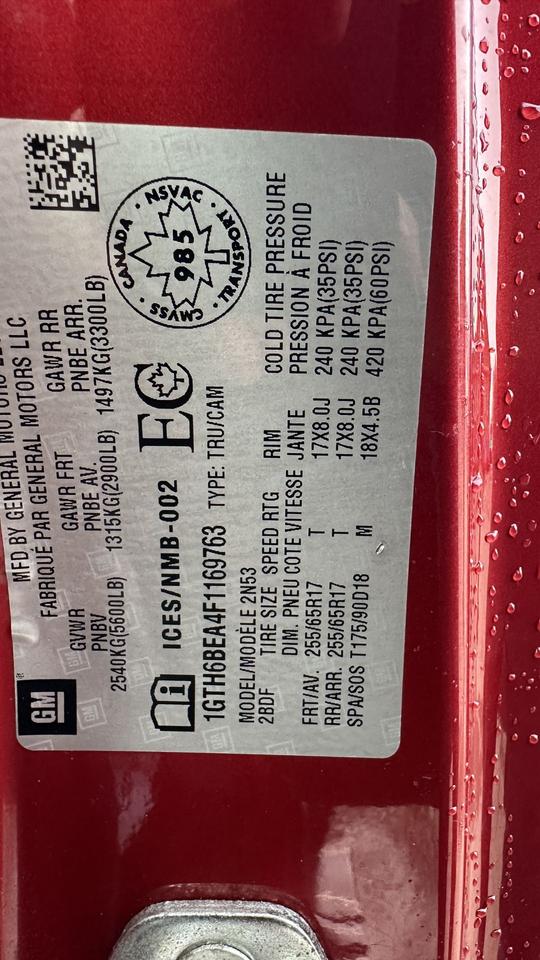 MFD BY GENERAL MOTORS
FABRIQUÉ PAR GENERAL MOTORS LLC
GM
GVWR GAWR FRT GAWR RR
PNBV PNBE AV. PNBE ARR.
2540KG(5600LB) 1315KG(2900LB) 1497KG(3300LB)
ICES/NMB-002 EC
CANADA · NSVAC · TRANSPORT · CMVSS ·
985
1GTH6BEA4F1169763 TYPE: TRU/CAM
MODEL/MODÈLE 2N53
2BDF TIRE SIZE SPEED RTG RIM COLD TIRE PRESSURE
DIM. PNEU COTE VITESSE JANTE PRESSION À FROID
FRT/AV. 255/65R17 T 17X8.0J 240 KPA(35PSI)
RR/ARR. 255/65R17 T 17X8.0J 240 KPA(35PSI)
SPA/SOS T175/90D18 M 18X4.5B 420 KPA(60PSI)